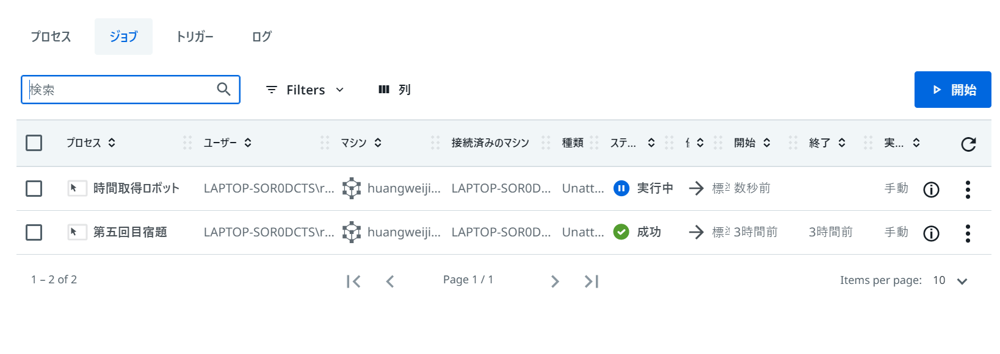 プロセス ジョブ トリガー ログ
検索 Filters 列 開始
プロセス ユーザー マシン 接続済みのマシン 種類 ステ... 開始 終了 実...
時間取得ロボット LAPTOP-SOR0DCTS\r... huangweiji... LAPTOP-SOR0D... Unatt... 実行中 標準 数秒前 手動
第五回目宿題 LAPTOP-SOR0DCTS\r... huangweiji... LAPTOP-SOR0D... Unatt... 成功 標準 3時間前 3時間前 手動
1 – 2 of 2 Page 1 / 1 Items per page: 10